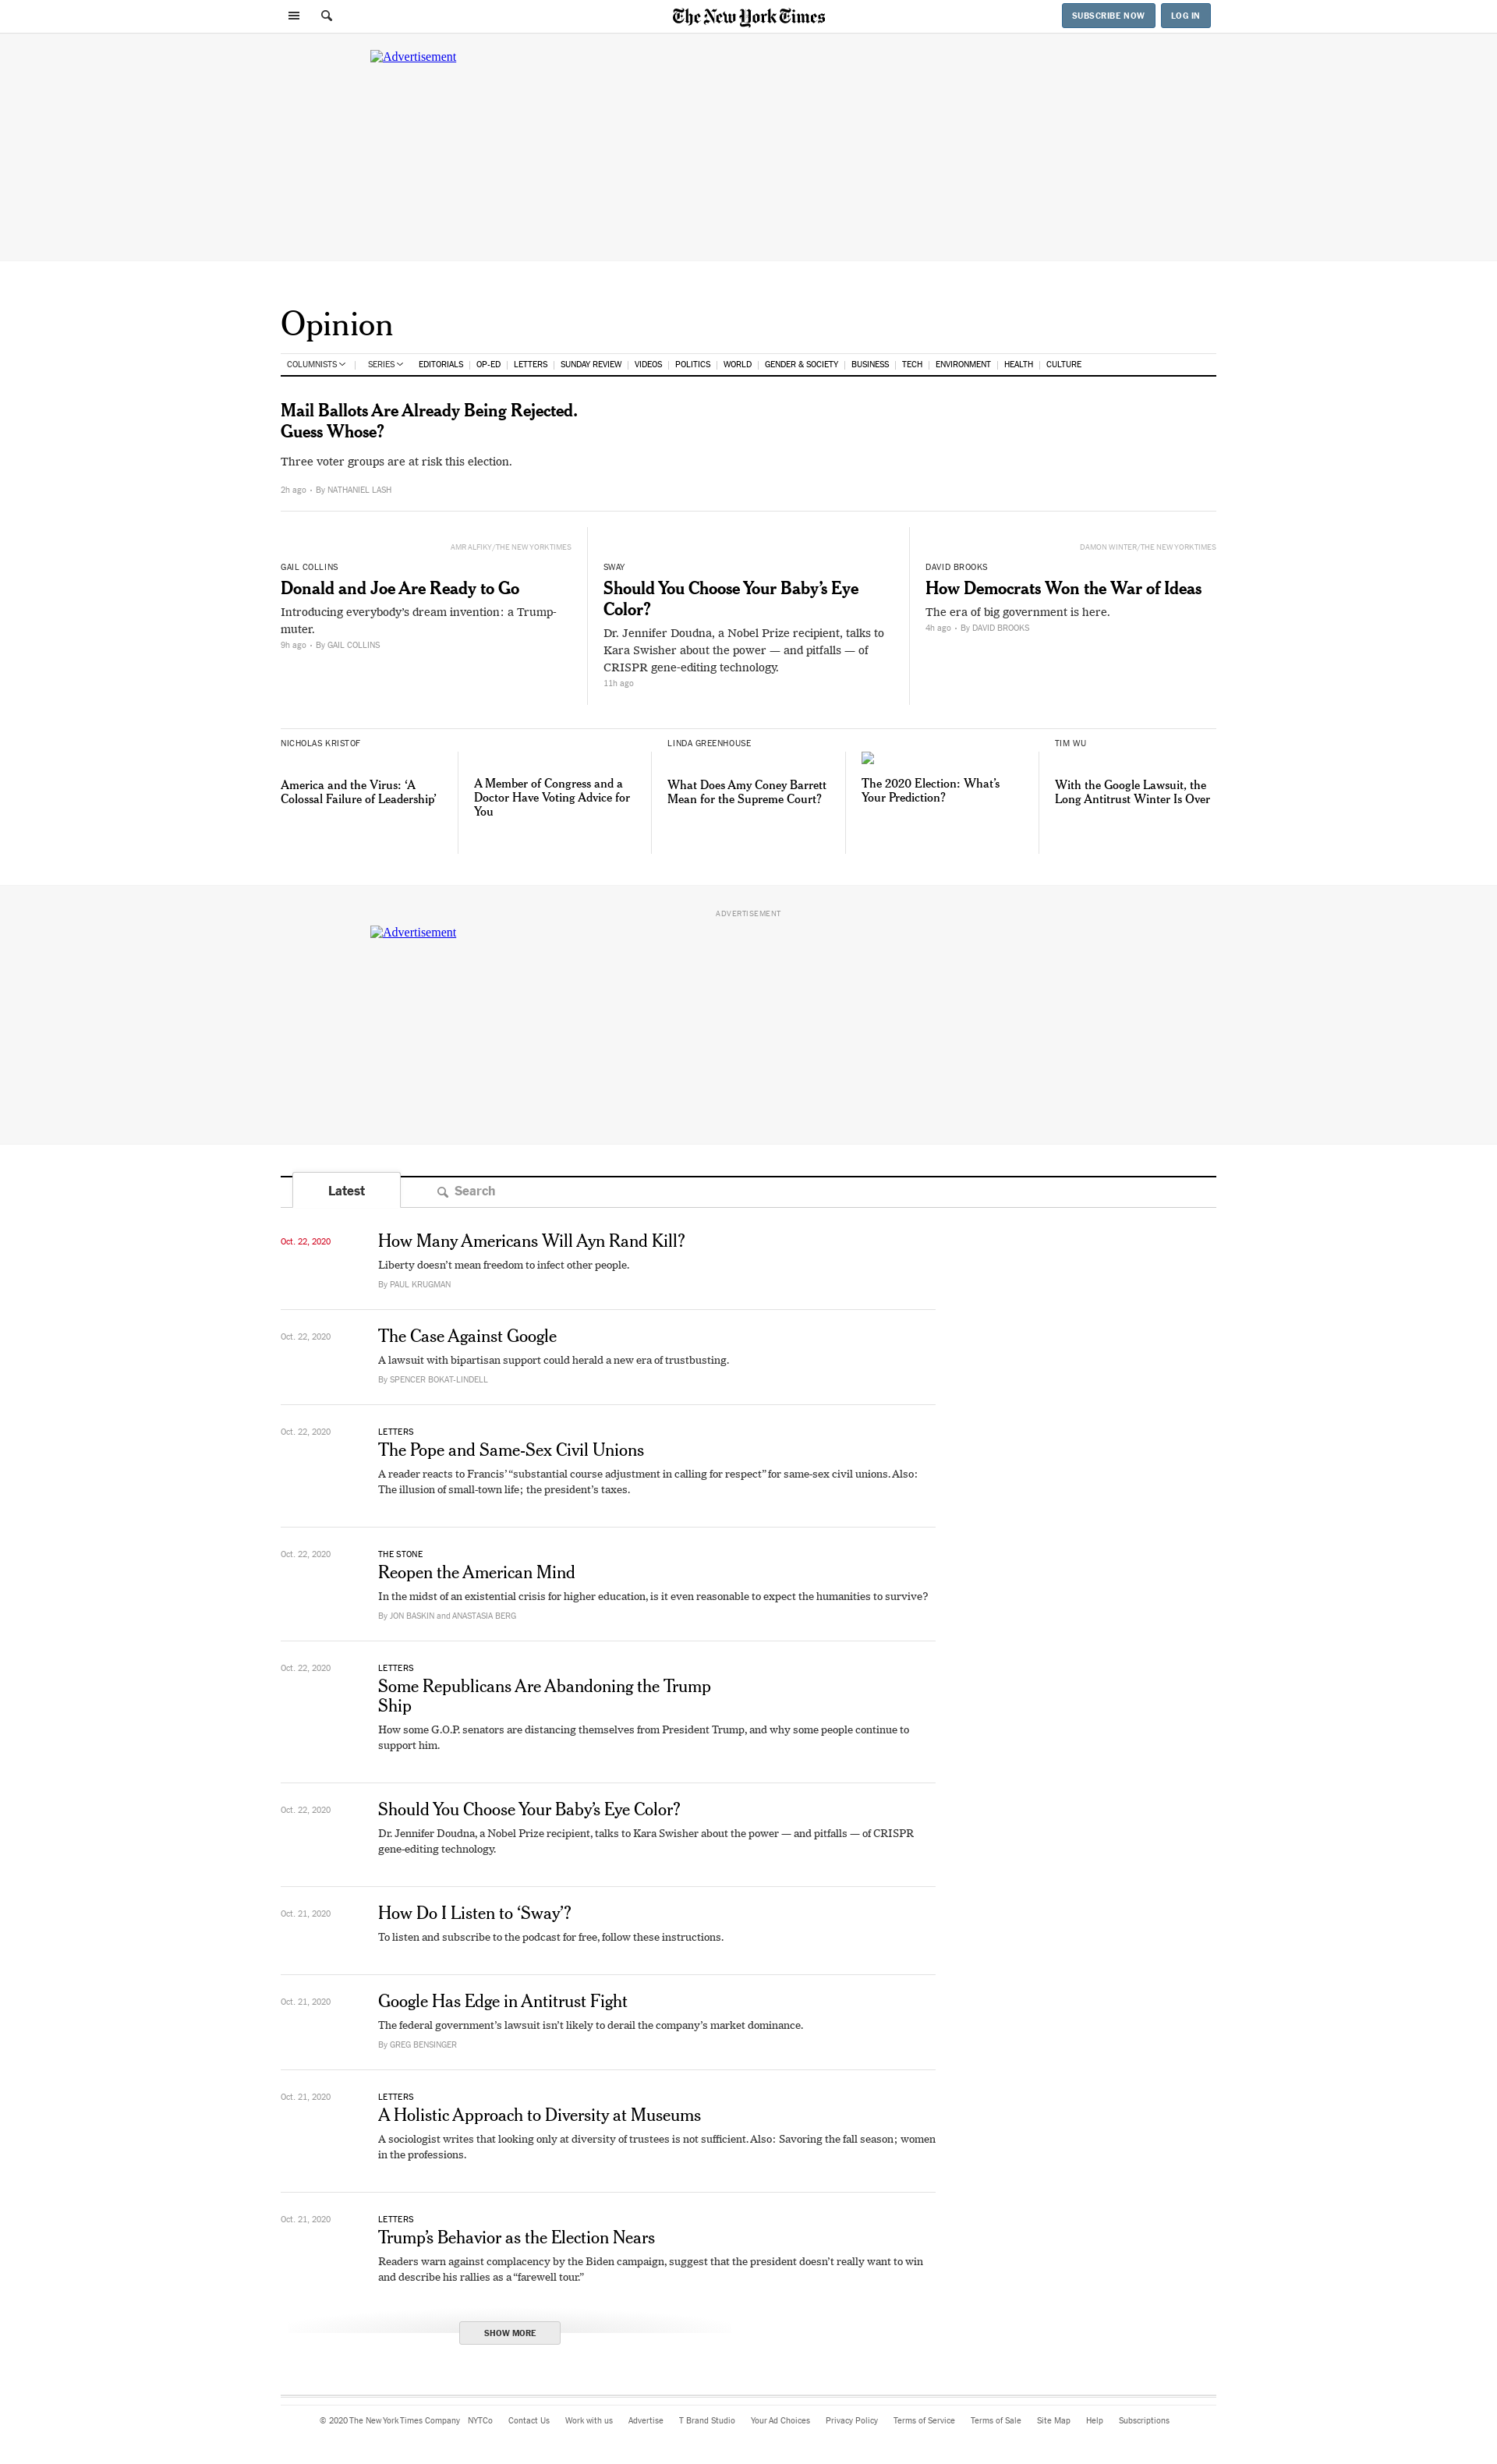 The New York Times
SUBSCRIBE NOW
LOG IN
Advertisement
Opinion
COLUMNISTS
SERIES
EDITORIALS
OP-ED
LETTERS
SUNDAY REVIEW
VIDEOS
POLITICS
WORLD
GENDER & SOCIETY
BUSINESS
TECH
ENVIRONMENT
HEALTH
CULTURE
Mail Ballots Are Already Being Rejected.
Guess Whose?
Three voter groups are at risk this election.
2h ago • By NATHANIEL LASH
AMR ALFIKY/THE NEW YORK TIMES
GAIL COLLINS
Donald and Joe Are Ready to Go
Introducing everybody’s dream invention: a Trump-
muter.
9h ago • By GAIL COLLINS
SWAY
Should You Choose Your Baby’s Eye
Color?
Dr. Jennifer Doudna, a Nobel Prize recipient, talks to
Kara Swisher about the power — and pitfalls — of
CRISPR gene-editing technology.
11h ago
DAMON WINTER/THE NEW YORK TIMES
DAVID BROOKS
How Democrats Won the War of Ideas
The era of big government is here.
4h ago • By DAVID BROOKS
NICHOLAS KRISTOF
America and the Virus: ‘A
Colossal Failure of Leadership’
A Member of Congress and a
Doctor Have Voting Advice for
You
LINDA GREENHOUSE
What Does Amy Coney Barrett
Mean for the Supreme Court?
The 2020 Election: What’s
Your Prediction?
TIM WU
With the Google Lawsuit, the
Long Antitrust Winter Is Over
ADVERTISEMENT
Advertisement
Latest
Search
Oct. 22, 2020
How Many Americans Will Ayn Rand Kill?
Liberty doesn’t mean freedom to infect other people.
By PAUL KRUGMAN
Oct. 22, 2020
The Case Against Google
A lawsuit with bipartisan support could herald a new era of trustbusting.
By SPENCER BOKAT-LINDELL
Oct. 22, 2020
LETTERS
The Pope and Same-Sex Civil Unions
A reader reacts to Francis’ “substantial course adjustment in calling for respect” for same-sex civil unions. Also:
The illusion of small-town life; the president’s taxes.
Oct. 22, 2020
THE STONE
Reopen the American Mind
In the midst of an existential crisis for higher education, is it even reasonable to expect the humanities to survive?
By JON BASKIN and ANASTASIA BERG
Oct. 22, 2020
LETTERS
Some Republicans Are Abandoning the Trump
Ship
How some G.O.P. senators are distancing themselves from President Trump, and why some people continue to
support him.
Oct. 22, 2020
Should You Choose Your Baby’s Eye Color?
Dr. Jennifer Doudna, a Nobel Prize recipient, talks to Kara Swisher about the power — and pitfalls — of CRISPR
gene-editing technology.
Oct. 21, 2020
How Do I Listen to ‘Sway’?
To listen and subscribe to the podcast for free, follow these instructions.
Oct. 21, 2020
Google Has Edge in Antitrust Fight
The federal government’s lawsuit isn’t likely to derail the company’s market dominance.
By GREG BENSINGER
Oct. 21, 2020
LETTERS
A Holistic Approach to Diversity at Museums
A sociologist writes that looking only at diversity of trustees is not sufficient. Also: Savoring the fall season; women
in the professions.
Oct. 21, 2020
LETTERS
Trump’s Behavior as the Election Nears
Readers warn against complacency by the Biden campaign, suggest that the president doesn’t really want to win
and describe his rallies as a “farewell tour.”
SHOW MORE
© 2020 The New York Times Company
NYTCo
Contact Us
Work with us
Advertise
T Brand Studio
Your Ad Choices
Privacy Policy
Terms of Service
Terms of Sale
Site Map
Help
Subscriptions